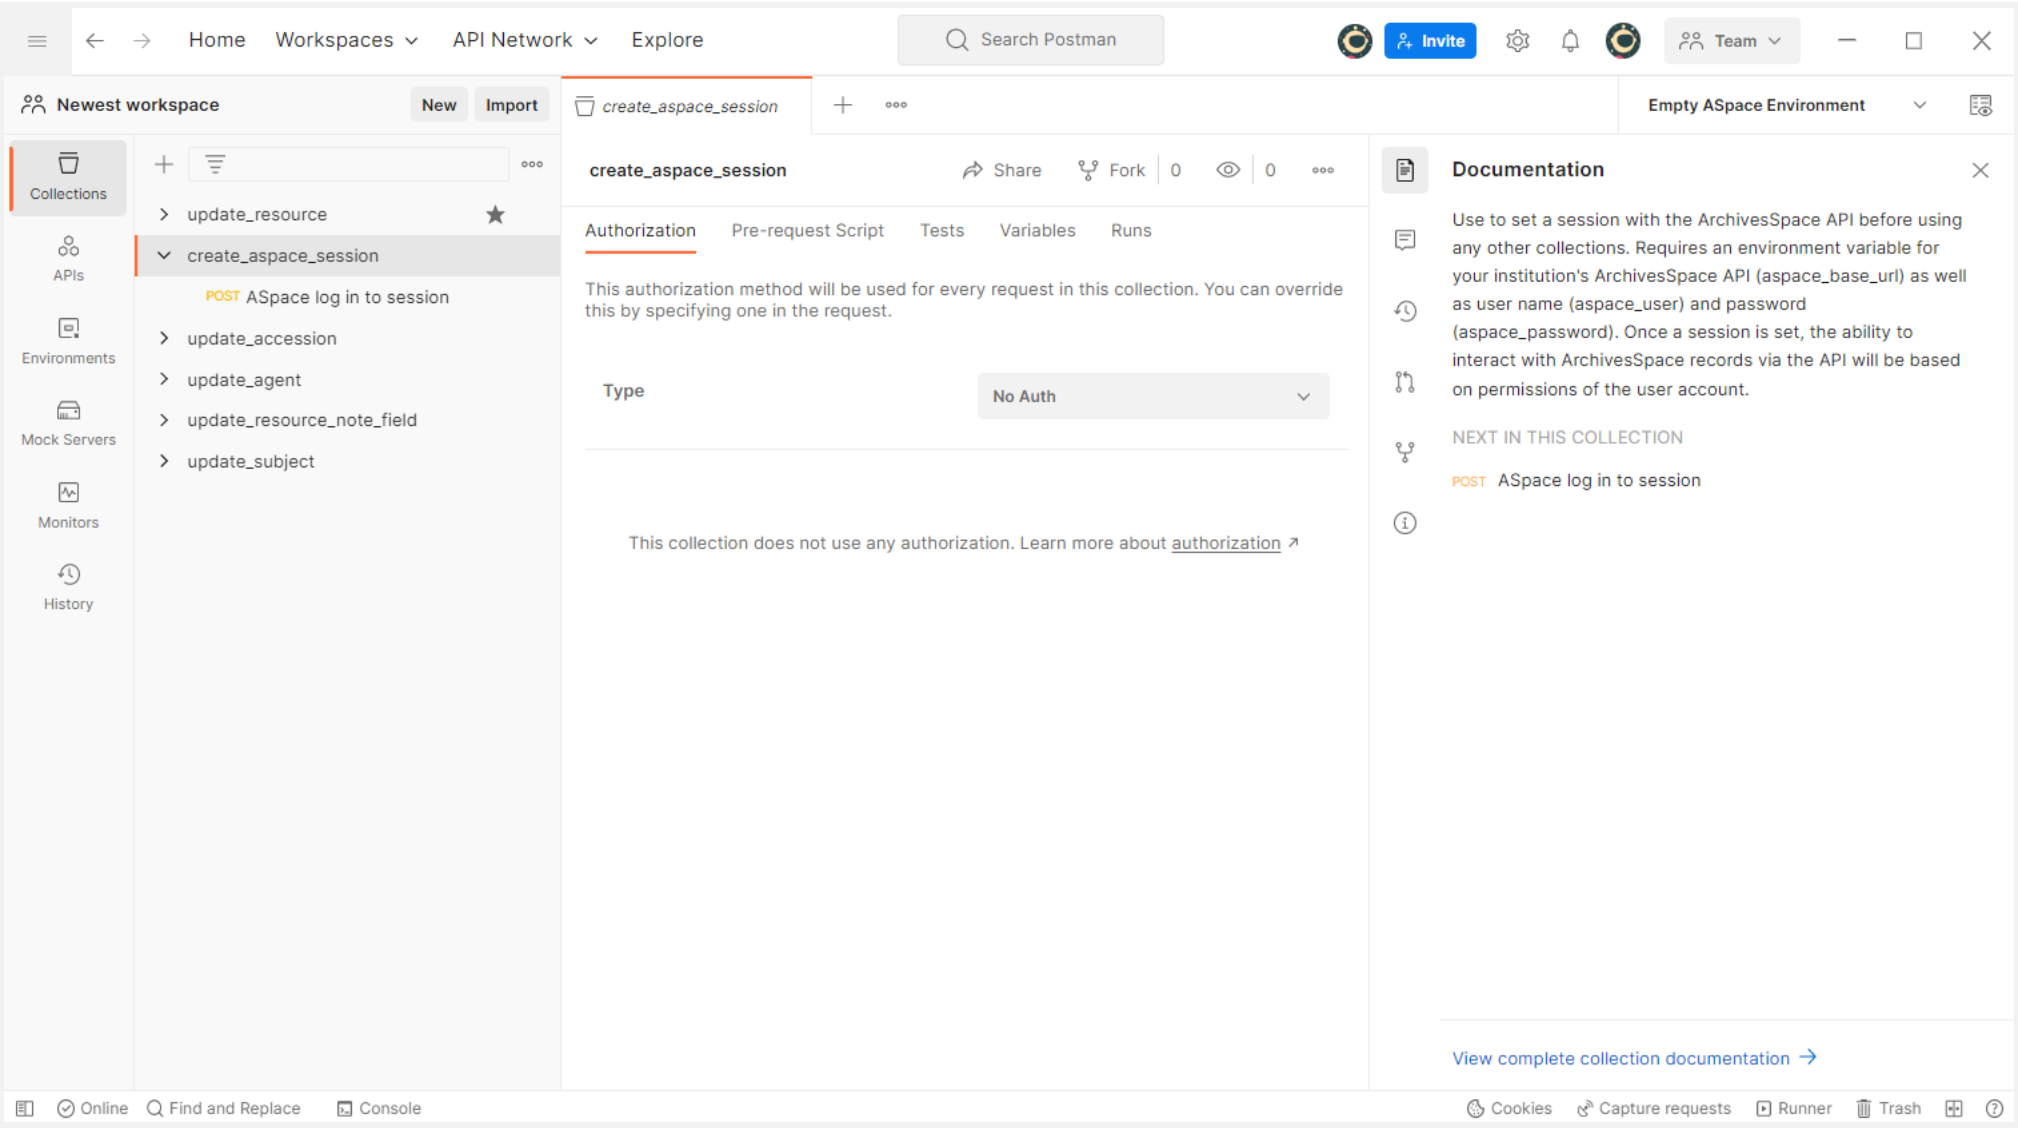 Home Workspaces API Network Explore Search Postman Invite Team
Newest workspace New Import create_aspace_session Empty ASpace Environment
Collections
APIs
Environments
Mock Servers
Monitors
History
update_resource
create_aspace_session
POST ASpace log in to session
update_accession
update_agent
update_resource_note_field
update_subject
create_aspace_session Share Fork 0 0
Authorization Pre-request Script Tests Variables Runs
This authorization method will be used for every request in this collection. You can override
this by specifying one in the request.
Type No Auth
This collection does not use any authorization. Learn more about authorization ↗
Documentation
Use to set a session with the ArchivesSpace API before using
any other collections. Requires an environment variable for
your institution's ArchivesSpace API (aspace_base_url) as well
as user name (aspace_user) and password
(aspace_password). Once a session is set, the ability to
interact with ArchivesSpace records via the API will be based
on permissions of the user account.
NEXT IN THIS COLLECTION
POST ASpace log in to session
View complete collection documentation →
Online Find and Replace Console Cookies Capture requests Runner Trash